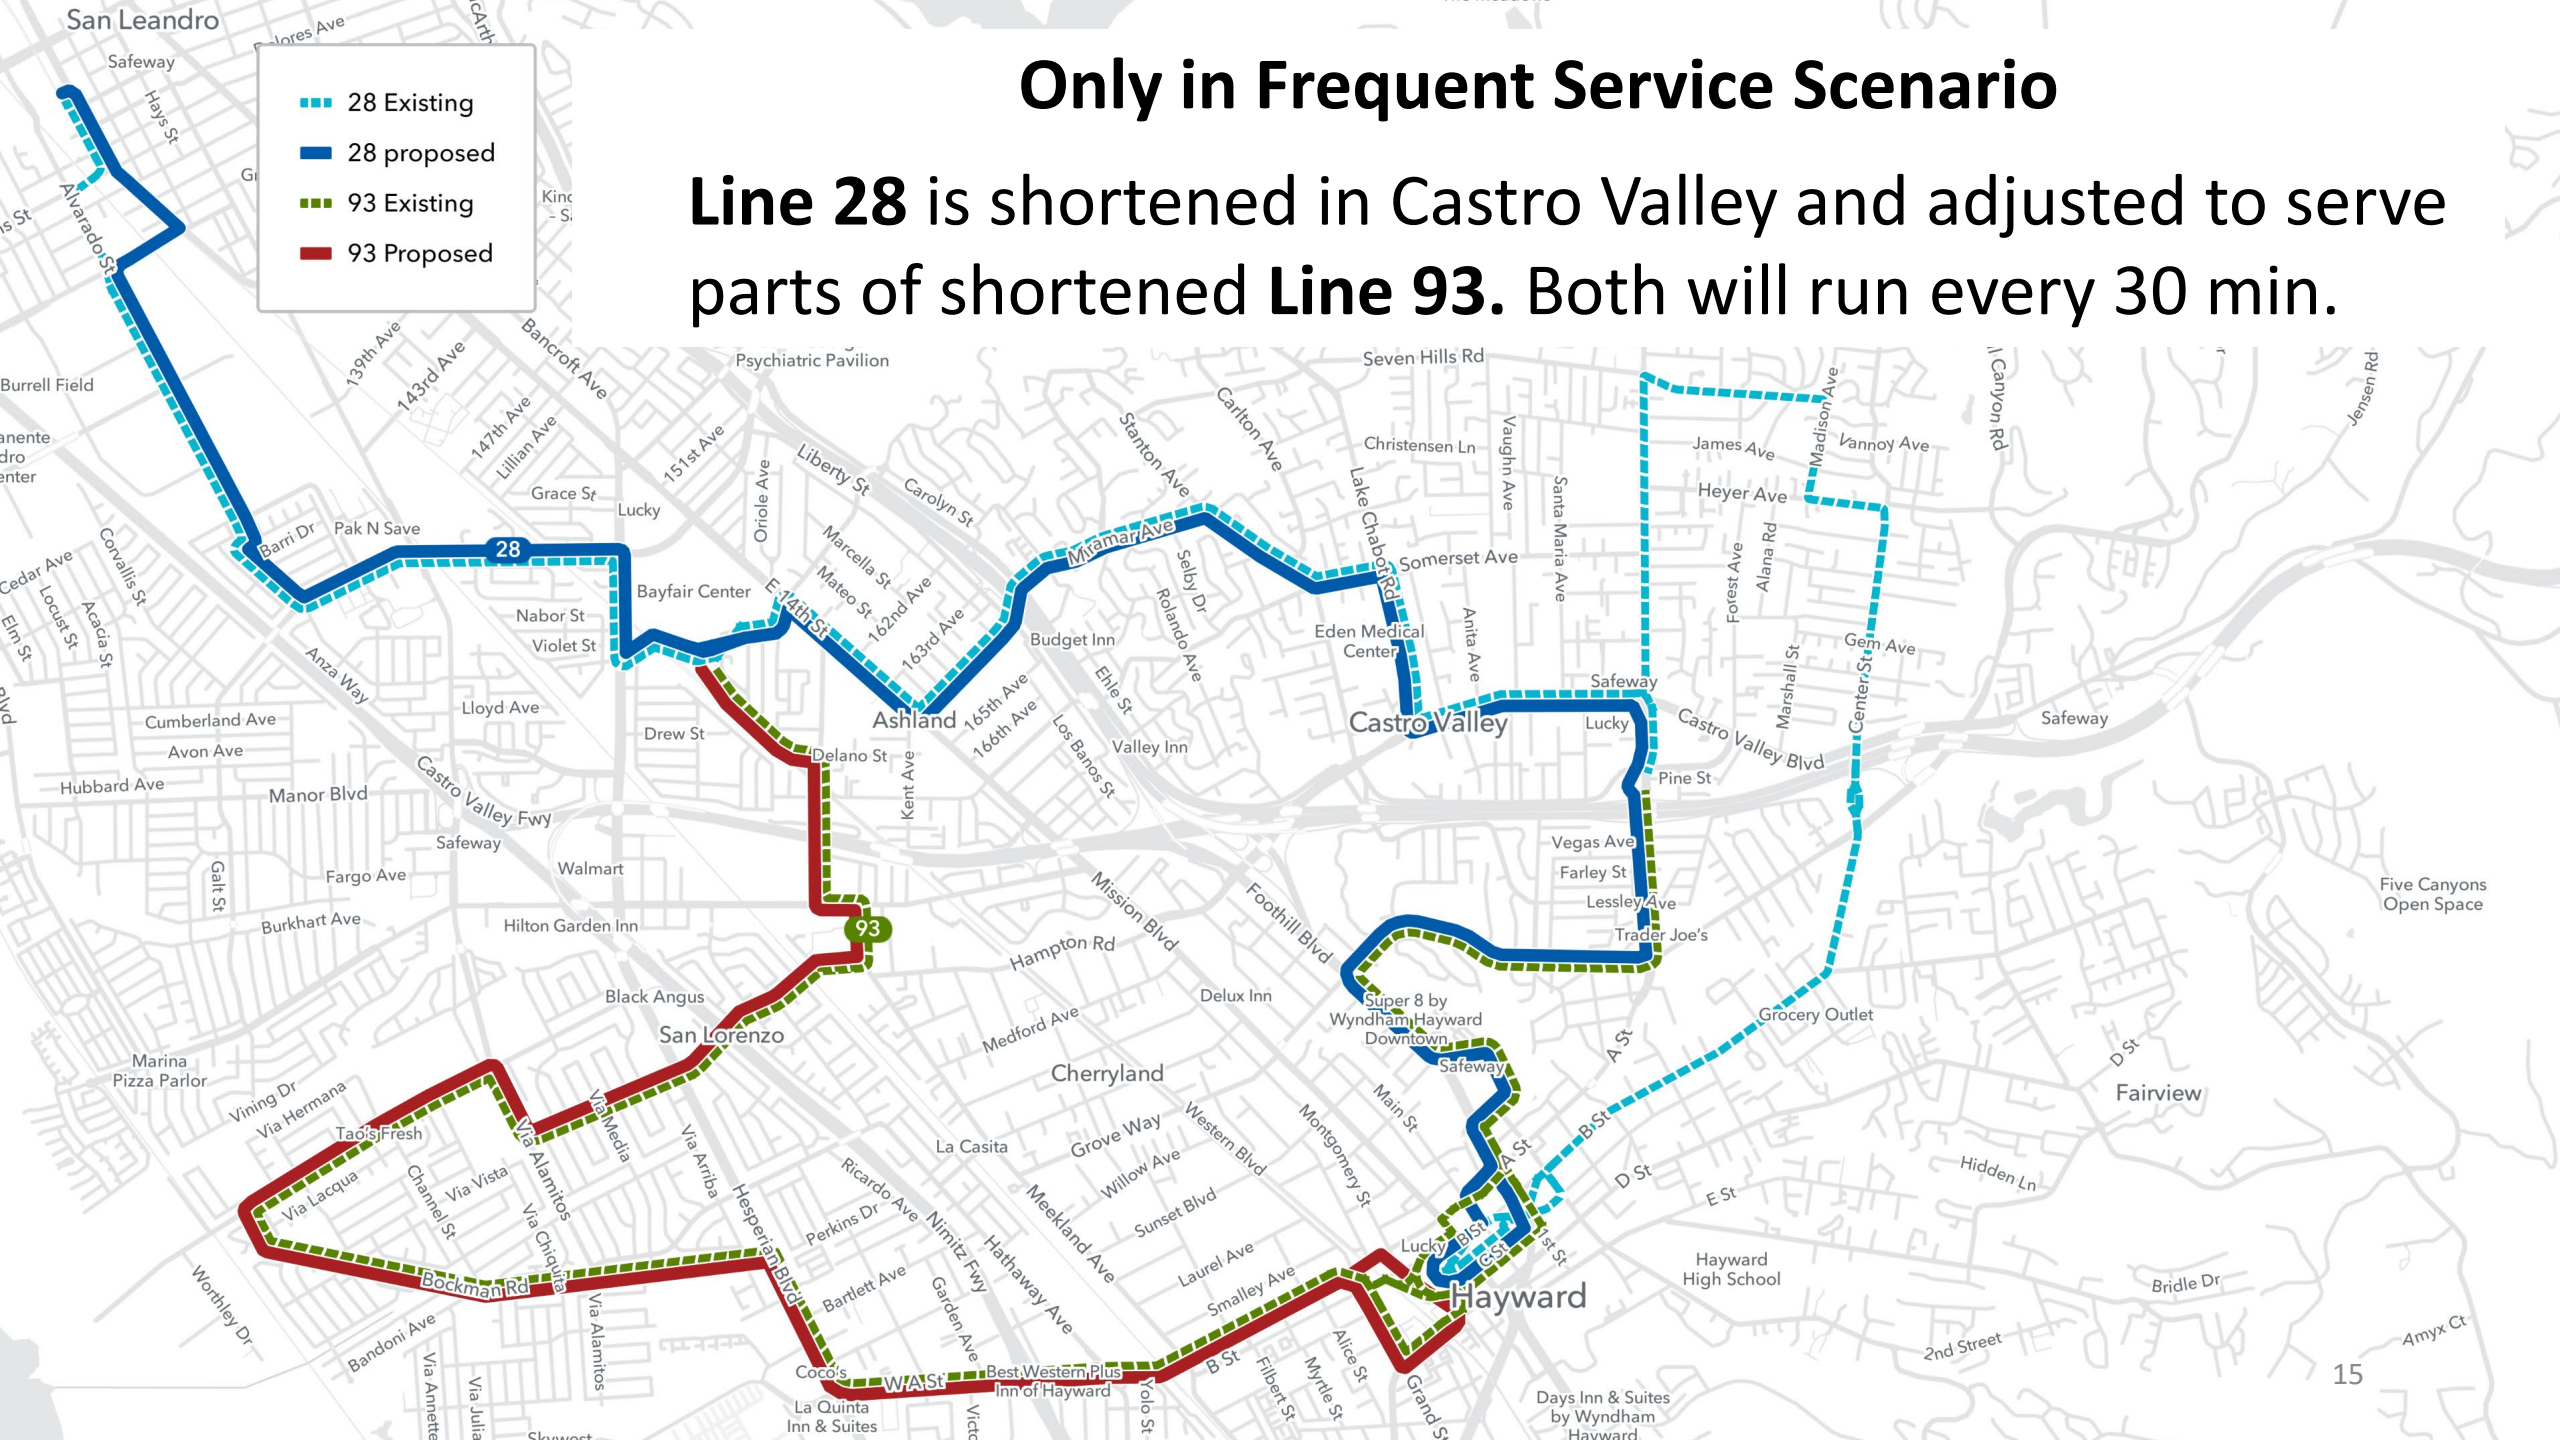 Only in Frequent Service Scenario
Line 28 is shortened in Castro Valley and adjusted to serve
parts of shortened Line 93. Both will run every 30 min.
28 Existing
28 proposed
93 Existing
93 Proposed
San Leandro
Safeway
Hays St
Alvarado St
Burrell Field
139th Ave
143rd Ave
147th Ave
Lillian Ave
Bancroft Ave
151st Ave
Psychiatric Pavilion
Seven Hills Rd
Grace St
Lucky
Oriole Ave
Liberty St
Carolyn St
Stanton Ave
Carlton Ave
Christensen Ln
Vaughn Ave
Santa Maria Ave
James Ave
Madison Ave
Vannoy Ave
Heyer Ave
Jensen Rd
Barri Dr
Pak N Save
28
Corvallis St
Cedar Ave
Locust St
Acacia St
Elm St
Nabor St
Violet St
Bayfair Center
E 14th St
Marcella St
Mateo St
162nd Ave
163rd Ave
Miramar Ave
Selby Dr
Rolando Ave
Lake Chabot Rd
Somerset Ave
Forest Ave
Alana Rd
Budget Inn
Eden Medical
Center
Anita Ave
Gem Ave
Center St
Marshall St
Anza Way
Lloyd Ave
Cumberland Ave
Avon Ave
Hubbard Ave
Manor Blvd
Drew St
Delano St
Ashland
165th Ave
166th Ave
Ehle St
Los Banos St
Valley Inn
Kent Ave
Castro Valley
Safeway
Lucky
Castro Valley Blvd
Pine St
Safeway
Castro Valley Fwy
Safeway
Walmart
Galt St
Fargo Ave
Burkhart Ave
Hilton Garden Inn
93
Vegas Ave
Farley St
Lessley Ave
Trader Joe's
Five Canyons
Open Space
Mission Blvd
Foothill Blvd
Hampton Rd
Black Angus
San Lorenzo
Medford Ave
Delux Inn
Super 8 by
Wyndham Hayward
Downtown
Safeway
Grocery Outlet
A St
D St
Fairview
Marina
Pizza Parlor
Vining Dr
Via Hermana
Tao's Fresh
Via Lacqua
Channel St
Via Vista
Via Alamitos
Via Media
Via Chiquita
Via Arriba
Cherryland
La Casita
Grove Way
Willow Ave
Western Blvd
Sunset Blvd
Montgomery St
Main St
A St
B St
D St
E St
Hidden Ln
Ricardo Ave
Perkins Dr
Nimitz Fwy
Hathaway Ave
Meekland Ave
Laurel Ave
Smalley Ave
Hesperian Blvd
Bartlett Ave
Garden Ave
Bockman Rd
Worthley Dr
Bandoni Ave
Via Alamitos
Via Annette
Via Julia
Lucky
B St
C St
1st St
Hayward
Hayward
High School
Bridle Dr
2nd Street
Amyx Ct
Coco's
W A St
Best Western Plus
Inn of Hayward
La Quinta
Inn & Suites
Yolo St
B St
Filbert St
Myrtle St
Alice St
Grand St
Days Inn & Suites
by Wyndham
Hayward
Skywest
15